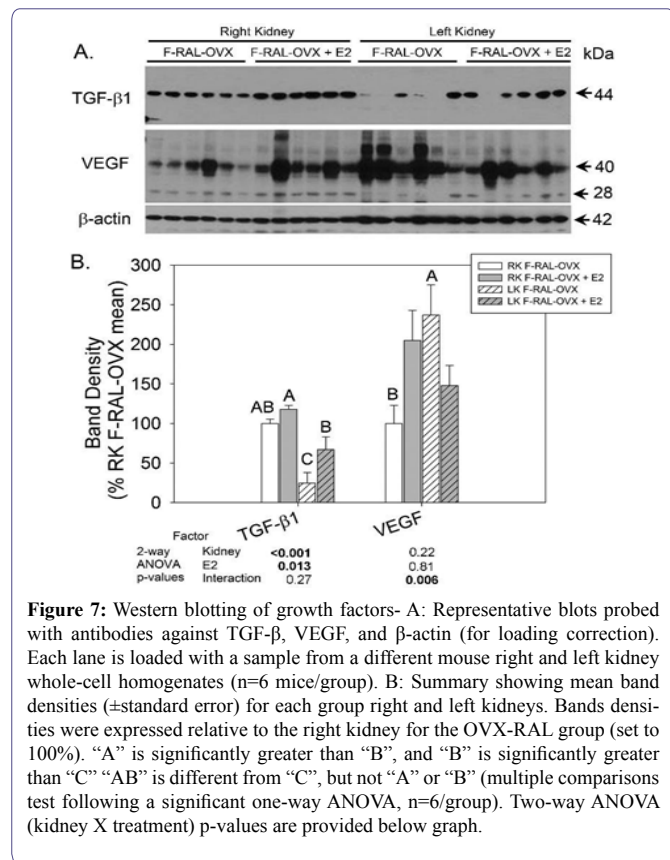 Right Kidney Left Kidney
A. F-RAL-OVX F-RAL-OVX + E2 F-RAL-OVX F-RAL-OVX + E2 kDa
TGF-β1 44
VEGF 40
28
β-actin 42
B.
300
250
200
150
100
50
0
Band Density
(% RK F-RAL-OVX mean)
RK F-RAL-OVX
RK F-RAL-OVX + E2
LK F-RAL-OVX
LK F-RAL-OVX + E2
AB A C B
B A
TGF-β1 VEGF
Factor
2-way Kidney <0.001 0.22
ANOVA E2 0.013 0.81
p-values Interaction 0.27 0.006
Figure 7: Western blotting of growth factors- A: Representative blots probed
with antibodies against TGF-β, VEGF, and β-actin (for loading correction).
Each lane is loaded with a sample from a different mouse right and left kidney
whole-cell homogenates (n=6 mice/group). B: Summary showing mean band
densities (±standard error) for each group right and left kidneys. Bands densi-
ties were expressed relative to the right kidney for the OVX-RAL group (set to
100%). “A” is significantly greater than “B”, and “B” is significantly greater
than “C” “AB” is different from “C”, but not “A” or “B” (multiple comparisons
test following a significant one-way ANOVA, n=6/group). Two-way ANOVA
(kidney X treatment) p-values are provided below graph.